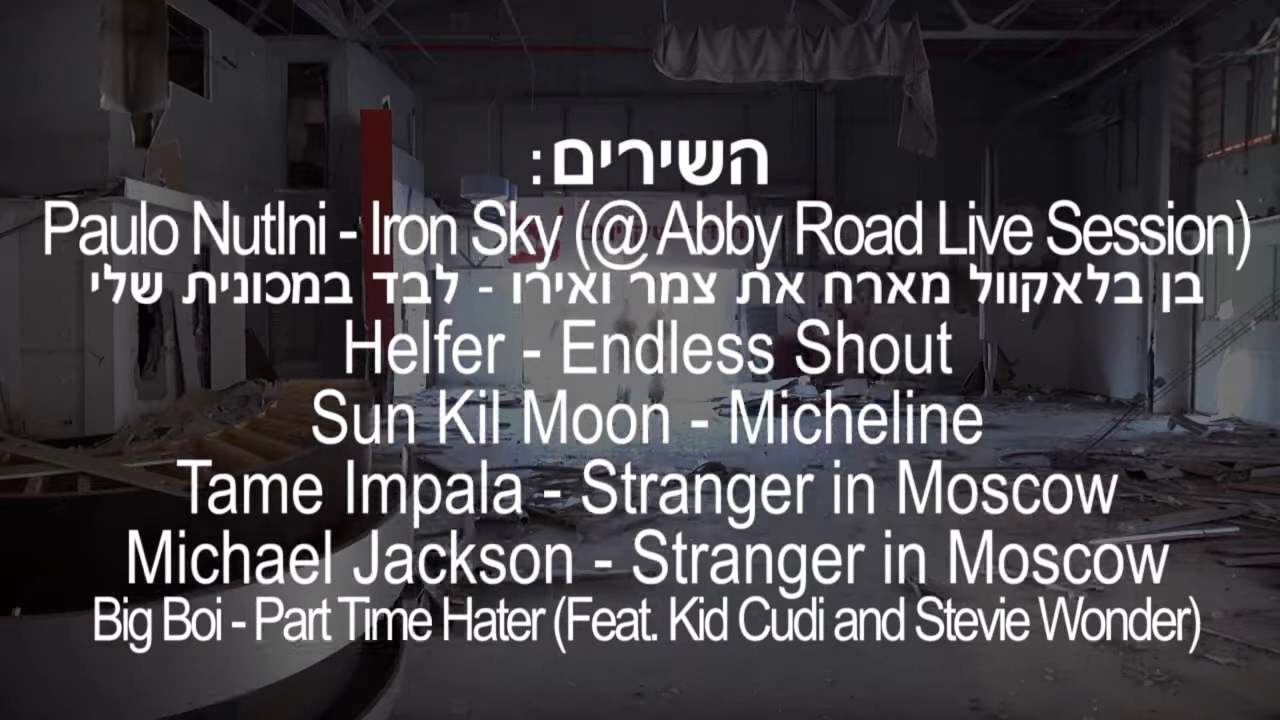 השירים:
Paulo NutIni - Iron Sky (@ Abby Road Live Session)
בן בלאקוול מארח את צמר ואירו - לבד במכונית שלי
Helfer - Endless Shout
Sun Kil Moon - Micheline
Tame Impala - Stranger in Moscow
Michael Jackson - Stranger in Moscow
Big Boi - Part Time Hater (Feat. Kid Cudi and Stevie Wonder)